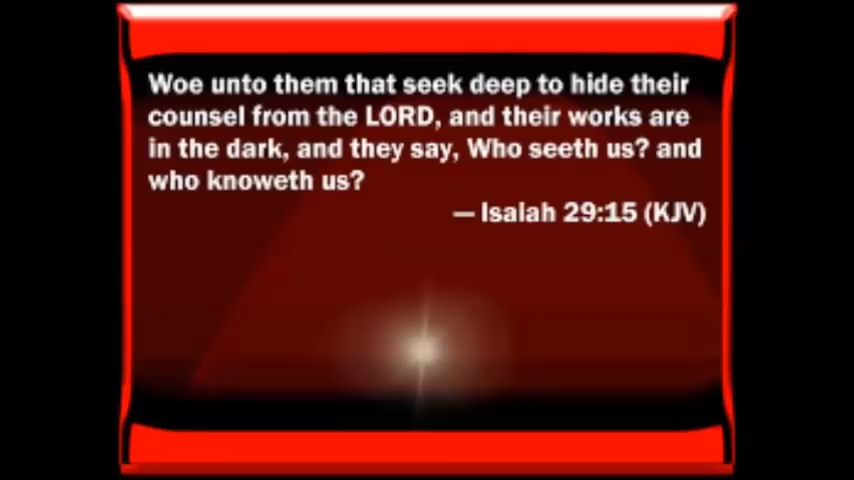 Woe unto them that seek deep to hide their
counsel from the LORD, and their works are
in the dark, and they say, Who seeth us? and
who knoweth us?
— Isaiah 29:15 (KJV)